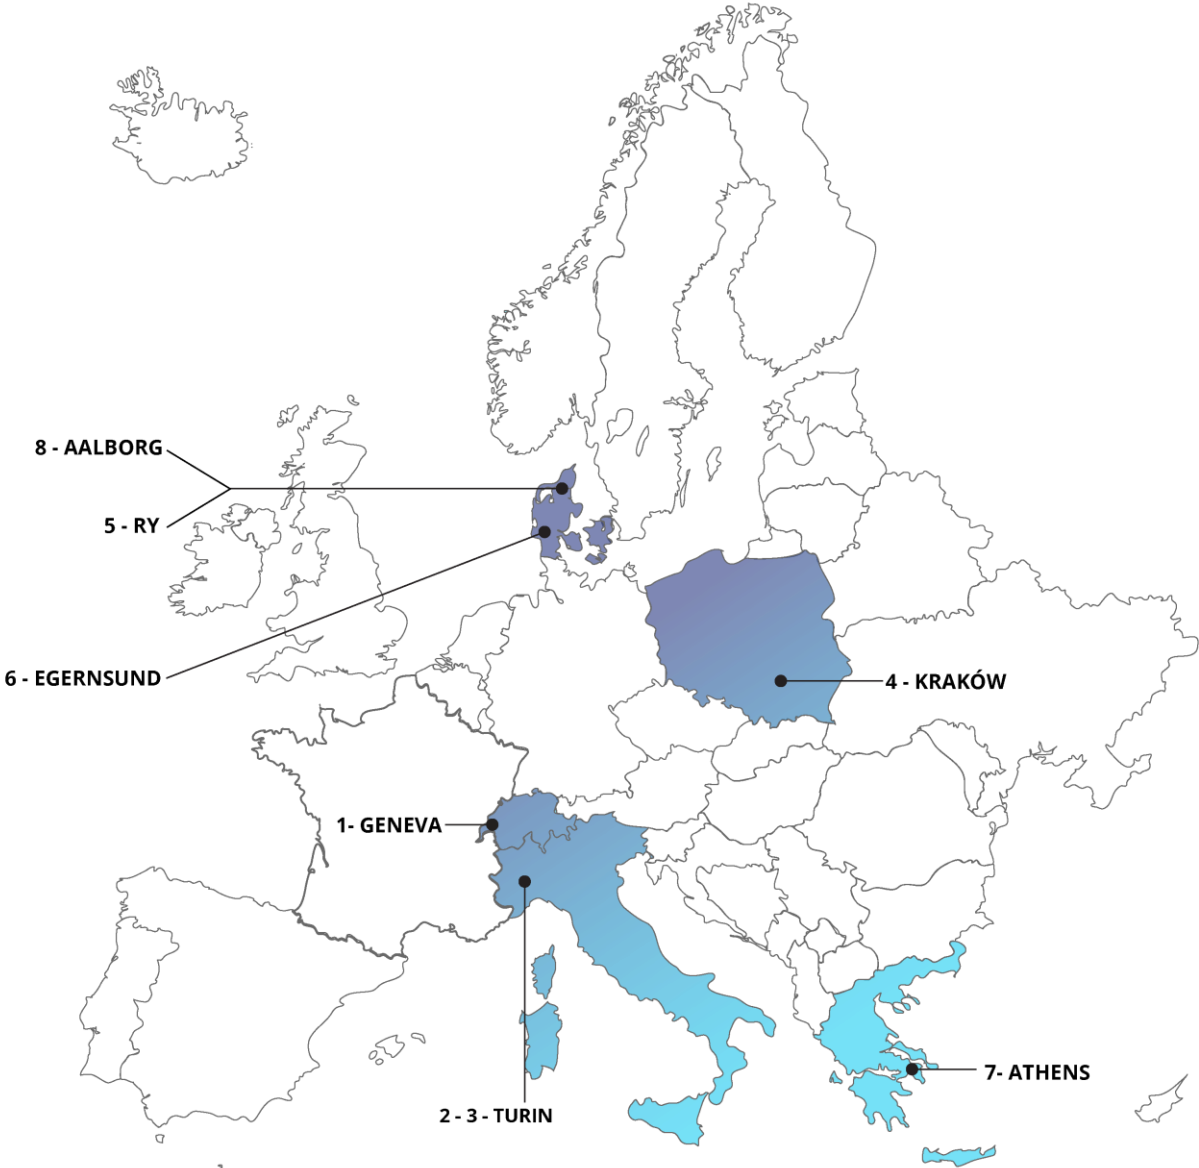 8 - AALBORG
5 - RY
6 - EGERNSUND
4 - KRAKÓW
1- GENEVA
7- ATHENS
2 - 3 - TURIN